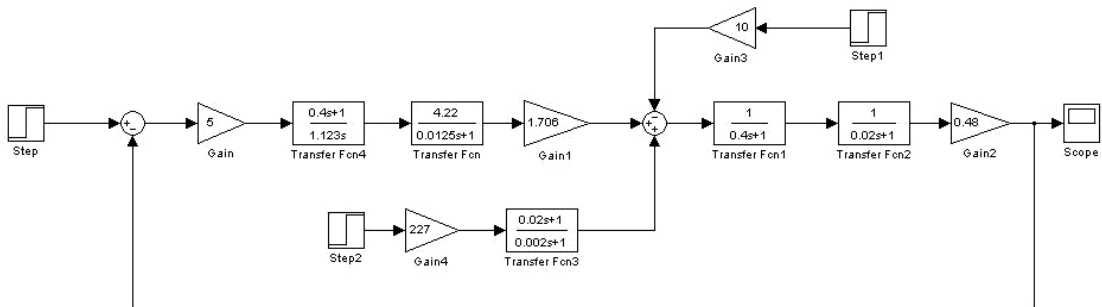 10
Gain3
Step1
Step
+
−
5
Gain
0.4s+1
1.123s
Transfer Fcn4
4.22
0.0125s+1
Transfer Fcn
1.706
Gain1
−
+
+
1
0.4s+1
Transfer Fcn1
1
0.02s+1
Transfer Fcn2
0.48
Gain2
Scope
Step2
227
Gain4
0.02s+1
0.002s+1
Transfer Fcn3